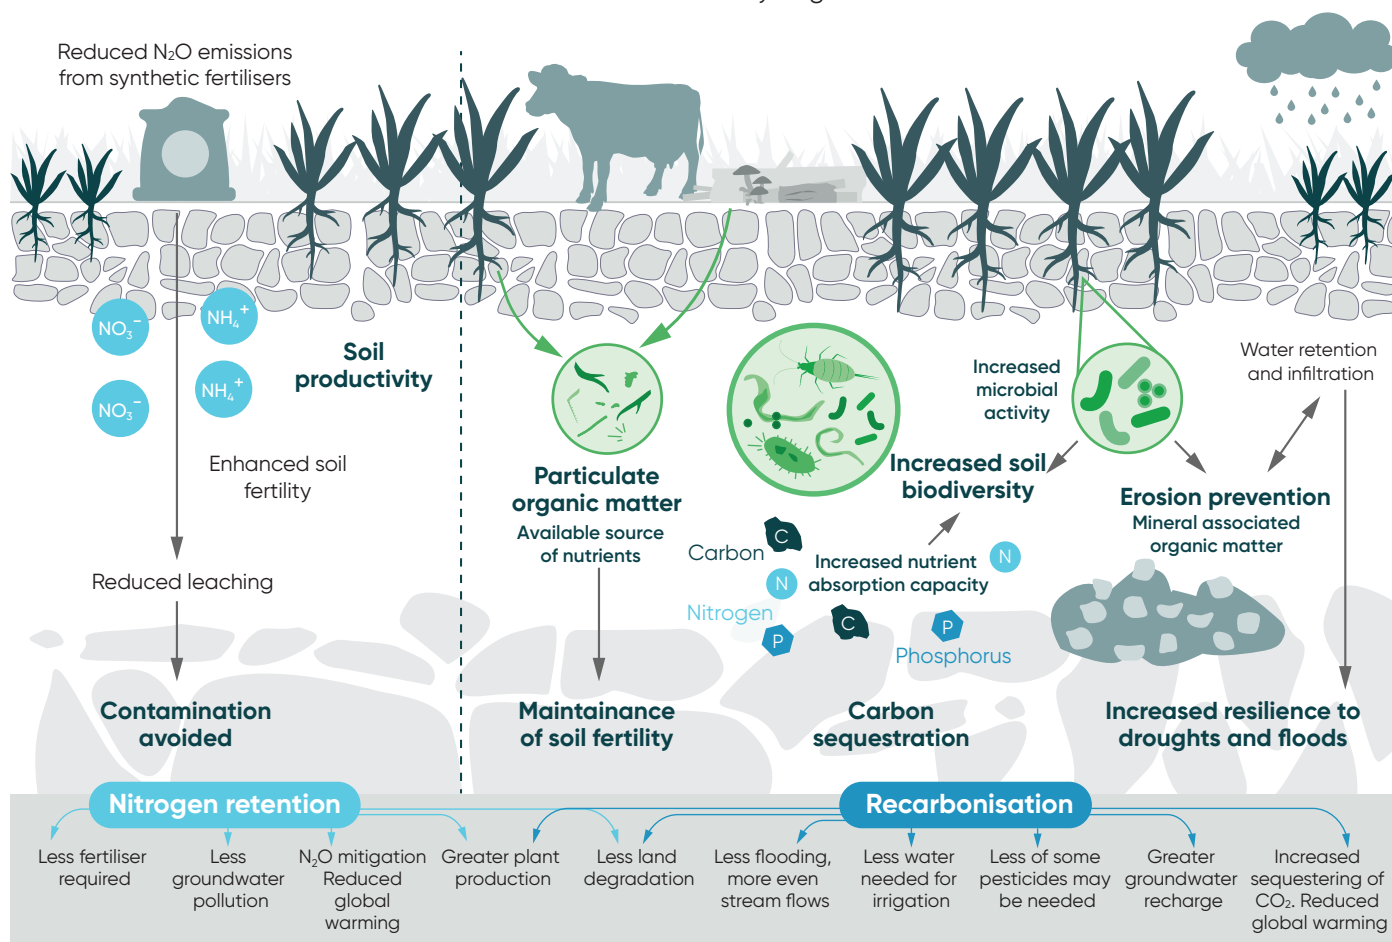 Reduced N₂O emissions
from synthetic fertilisers
NO₃⁻
NH₄⁺
NO₃⁻
NH₄⁺
Soil
productivity
Enhanced soil
fertility
Reduced leaching
Contamination
avoided
Particulate
organic matter
Available source
of nutrients
Maintainance
of soil fertility
Increased
microbial
activity
Increased soil
biodiversity
Carbon
C
N
Nitrogen
P
Increased nutrient
absorption capacity
N
C
P
Phosphorus
Carbon
sequestration
Water retention
and infiltration
Erosion prevention
Mineral associated
organic matter
Increased resilience to
droughts and floods
Nitrogen retention
Recarbonisation
Less fertiliser
required
Less
groundwater
pollution
N₂O mitigation
Reduced
global
warming
Greater plant
production
Less land
degradation
Less flooding,
more even
stream flows
Less water
needed for
irrigation
Less of some
pesticides may
be needed
Greater
groundwater
recharge
Increased
sequestering of
CO₂. Reduced
global warming